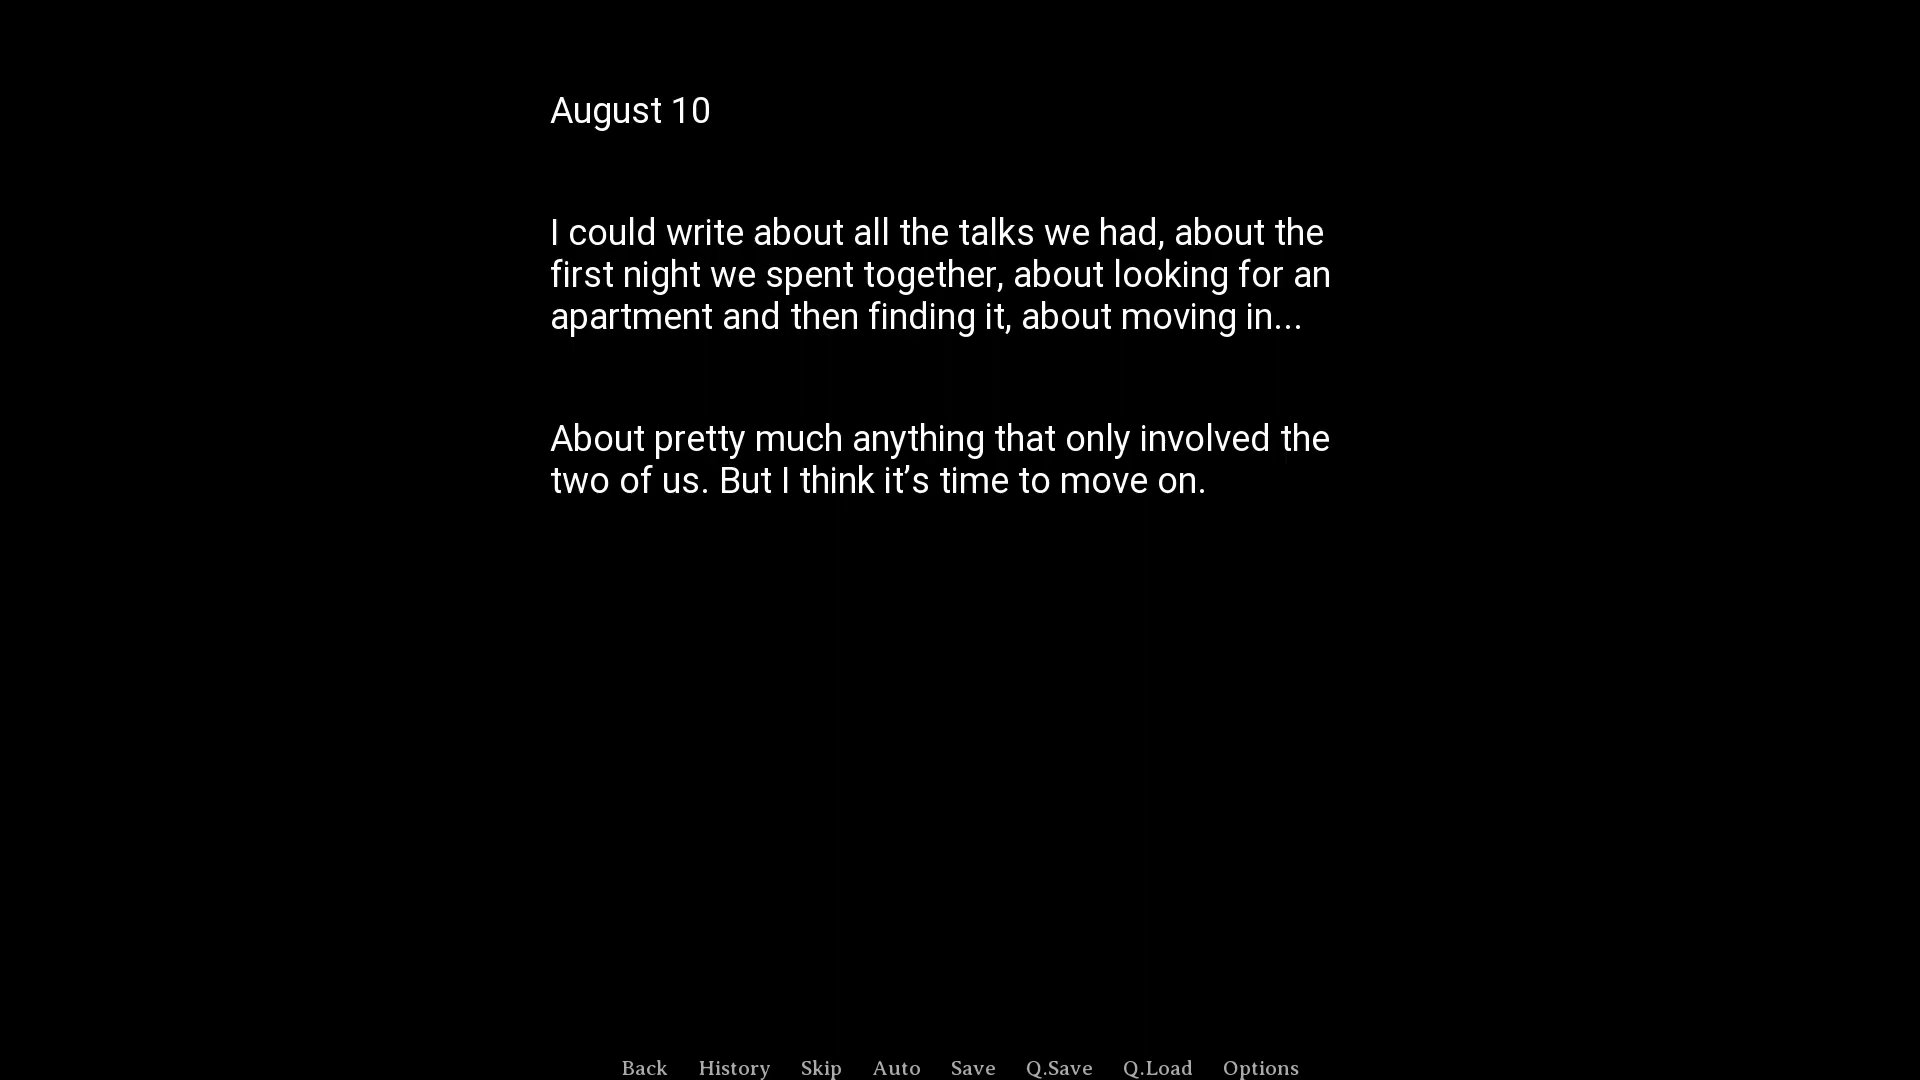 August 10
I could write about all the talks we had, about the
first night we spent together, about looking for an
apartment and then finding it, about moving in...
About pretty much anything that only involved the
two of us. But I think it’s time to move on.
Back History Skip Auto Save Q.Save Q.Load Options